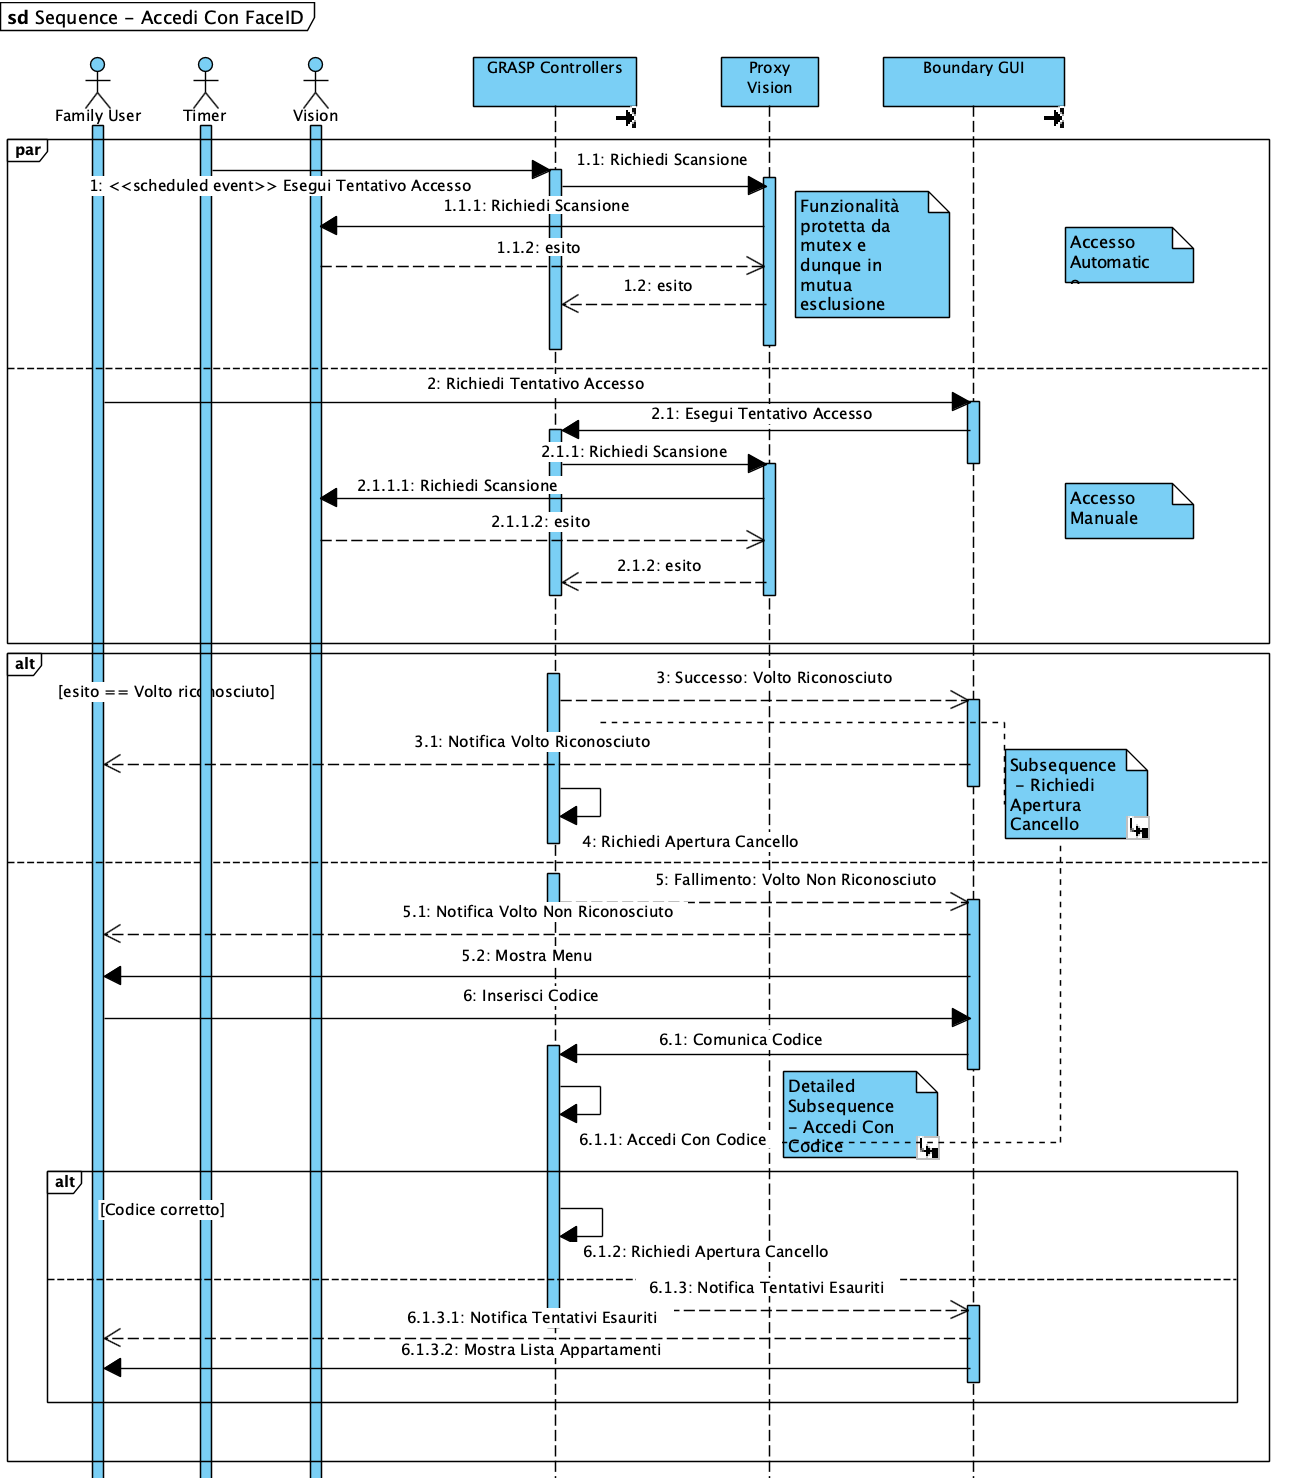 sd Sequence - Accedi Con FaceID
Family User
Timer
Vision
GRASP Controllers
Proxy
Vision
Boundary GUI
par
1: <<scheduled event>> Esegui Tentativo Accesso
1.1: Richiedi Scansione
1.1.1: Richiedi Scansione
1.1.2: esito
1.2: esito
Funzionalità
protetta da
mutex e
dunque in
mutua
esclusione
Accesso
Automatic
2: Richiedi Tentativo Accesso
2.1: Esegui Tentativo Accesso
2.1.1: Richiedi Scansione
2.1.1.1: Richiedi Scansione
2.1.1.2: esito
2.1.2: esito
Accesso
Manuale
alt
[esito == Volto riconosciuto]
3: Successo: Volto Riconosciuto
3.1: Notifica Volto Riconosciuto
4: Richiedi Apertura Cancello
Subsequence
- Richiedi
Apertura
Cancello
5: Fallimento: Volto Non Riconosciuto
5.1: Notifica Volto Non Riconosciuto
5.2: Mostra Menu
6: Inserisci Codice
6.1: Comunica Codice
6.1.1: Accedi Con Codice
Detailed
Subsequence
- Accedi Con
Codice
alt
[Codice corretto]
6.1.2: Richiedi Apertura Cancello
6.1.3: Notifica Tentativi Esauriti
6.1.3.1: Notifica Tentativi Esauriti
6.1.3.2: Mostra Lista Appartamenti